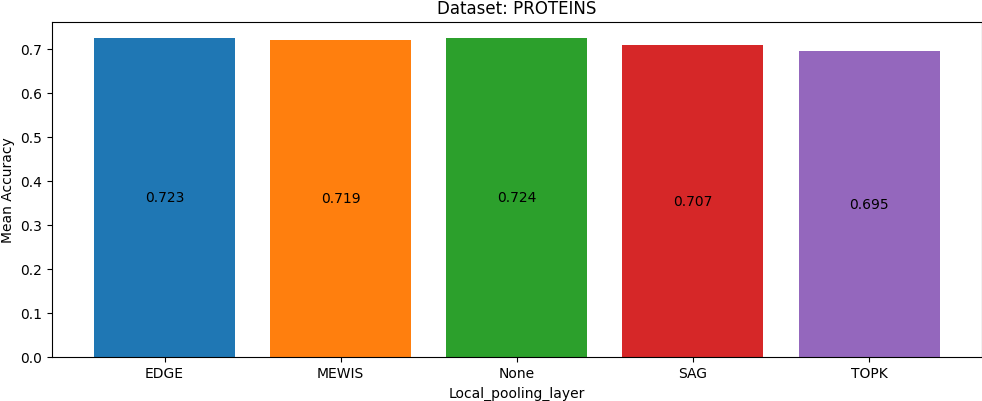 Dataset: PROTEINS
Mean Accuracy
0.7
0.6
0.5
0.4
0.3
0.2
0.1
0.0
0.723
0.719
0.724
0.707
0.695
EDGE
MEWIS
None
SAG
TOPK
Local_pooling_layer